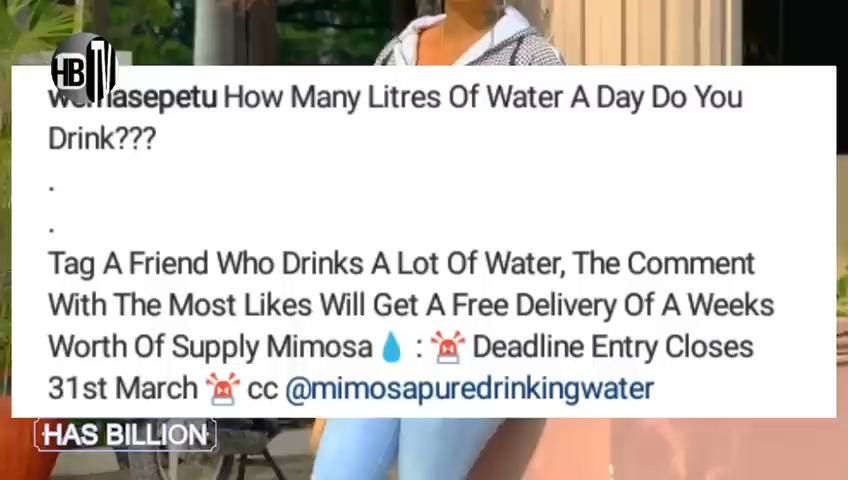 HBTV
How Many Litres Of Water A Day Do You
Drink???
.
.
Tag A Friend Who Drinks A Lot Of Water, The Comment
With The Most Likes Will Get A Free Delivery Of A Weeks
Worth Of Supply Mimosa💧 : 🚨 Deadline Entry Closes
31st March 🚨 cc @mimosapuredrinkingwater
HAS BILLION